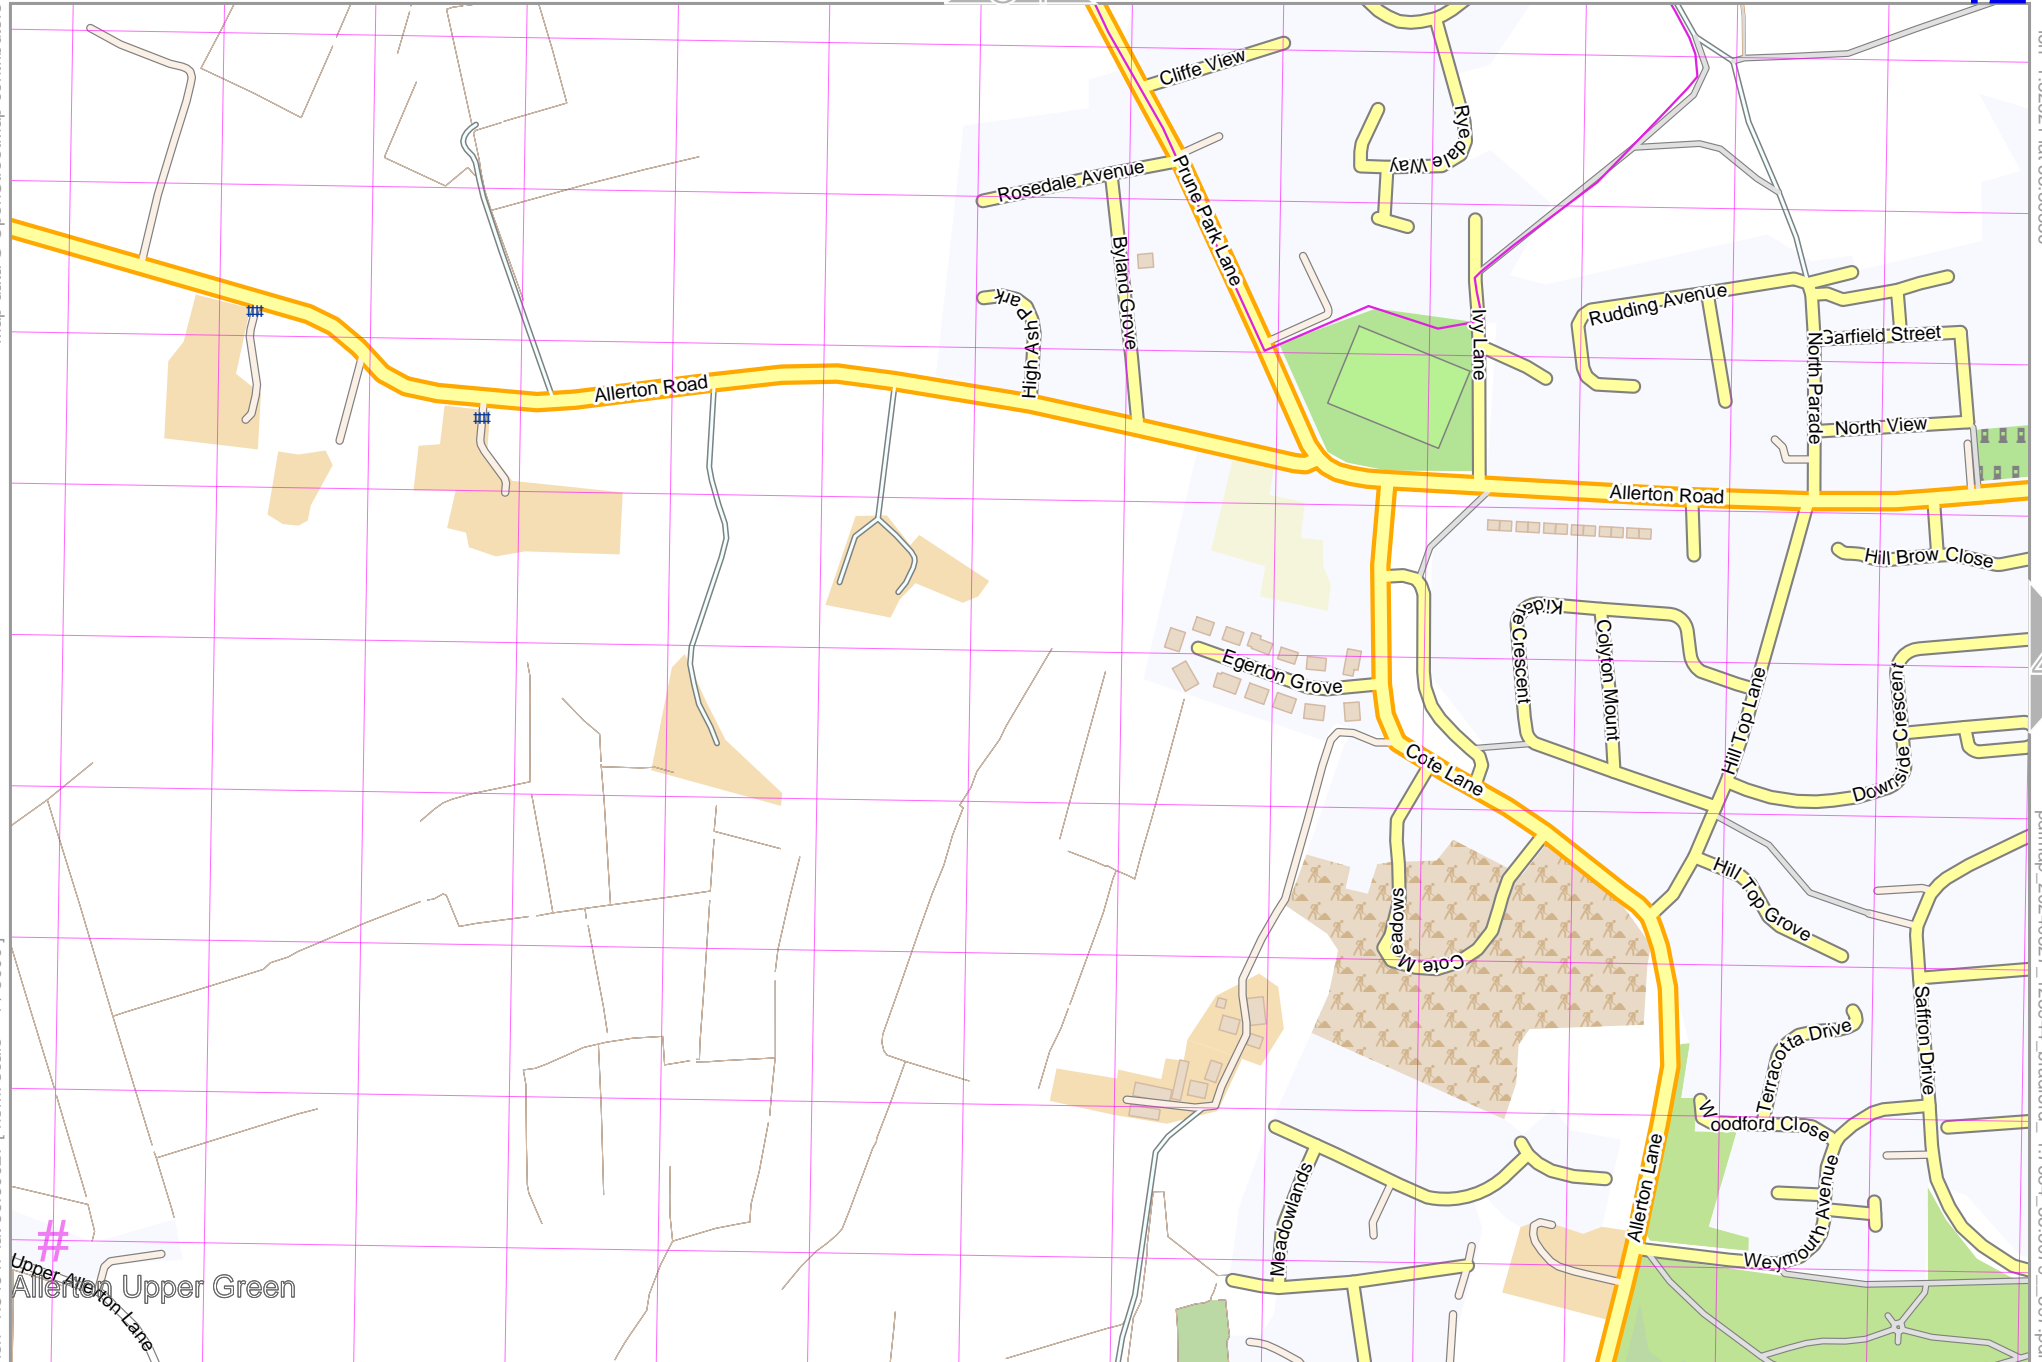 Cliffe View
Ryedale Way
Rosedale Avenue
Prune Park Lane
Byland Grove
High Ash Park
Ivy Lane
Rudding Avenue
Garfield Street
North Parade
North View
Allerton Road
Allerton Road
Hill Brow Close
Kildare Crescent
Colyton Mount
Egerton Grove
Hill Top Lane
Downside Crescent
Cote Lane
Hill Top Grove
Cote Meadows
Saffron Drive
Terracotta Drive
Woodford Close
Allerton Lane
Weymouth Avenue
Meadowlands
#
Upper Allerton Lane
Allerton Upper Green